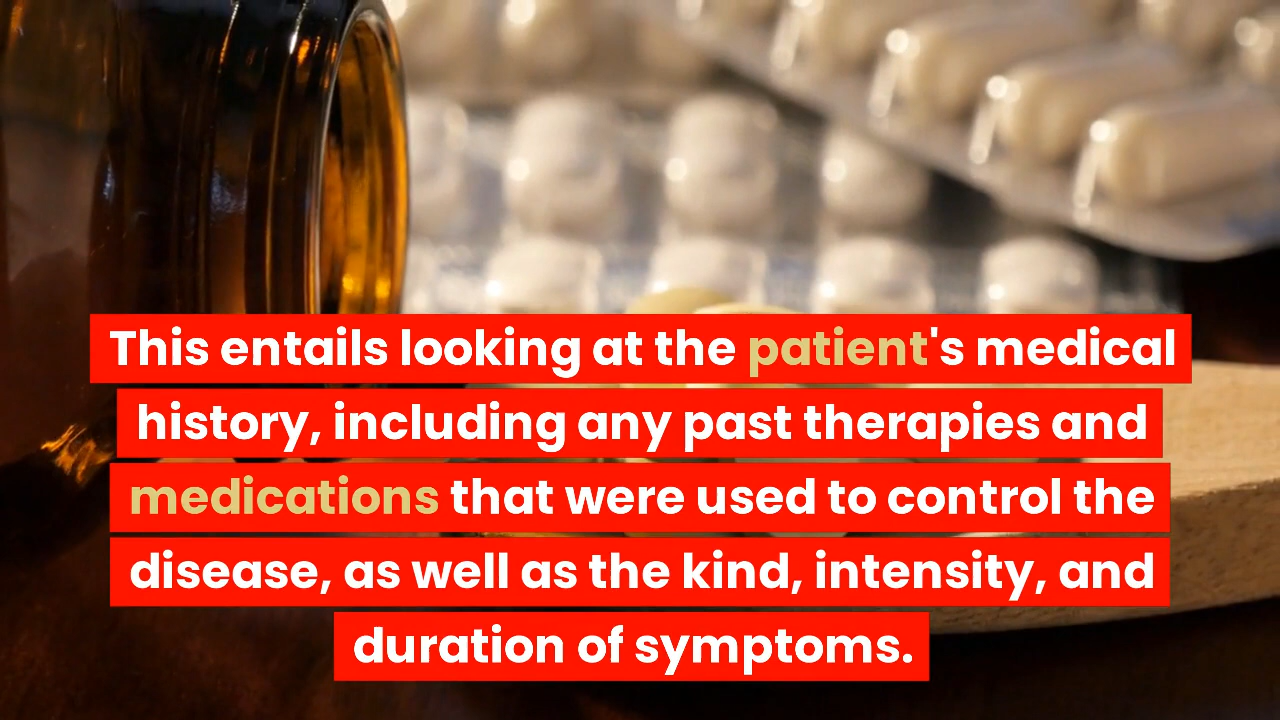 This entails looking at the patient's medical
history, including any past therapies and
medications that were used to control the
disease, as well as the kind, intensity, and
duration of symptoms.